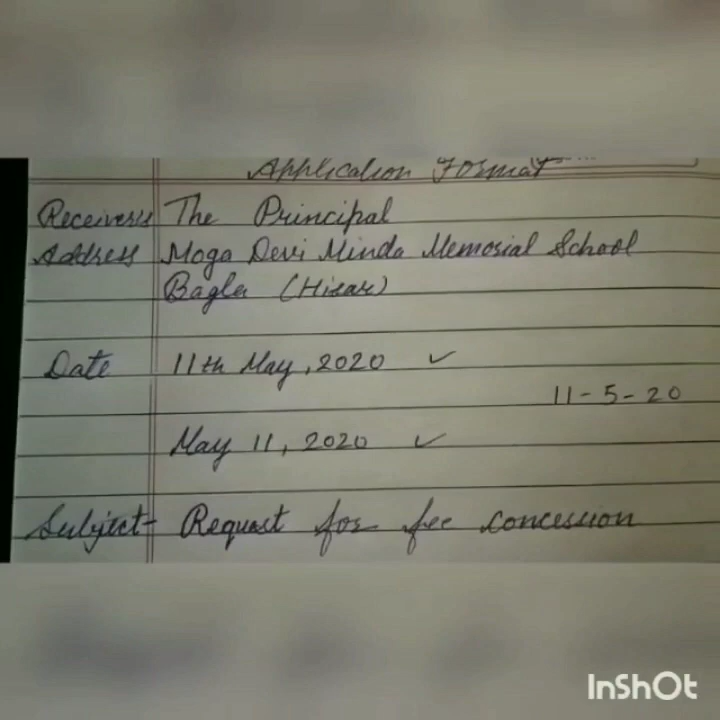 Application Format
Receiver's The Principal
Address Moga Devi Minda Memorial School
Bagla (Hisar)
Date 11th May, 2020 ✓
11-5-20
May 11, 2020 ✓
Subject- Request for fee concession
InShOt